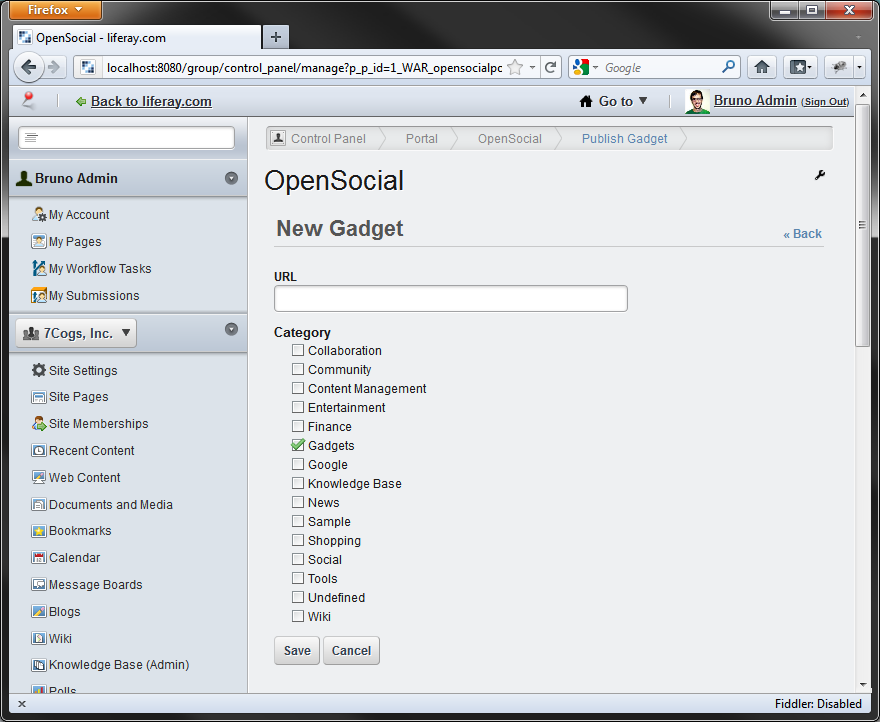 Firefox
OpenSocial - liferay.com
localhost:8080/group/control_panel/manage?p_p_id=1_WAR_opensocialpc
Google
Back to liferay.com
Go to
Bruno Admin (Sign Out)
Control Panel
Portal
OpenSocial
Publish Gadget
Bruno Admin
My Account
My Pages
My Workflow Tasks
My Submissions
7Cogs, Inc.
Site Settings
Site Pages
Site Memberships
Recent Content
Web Content
Documents and Media
Bookmarks
Calendar
Message Boards
Blogs
Wiki
Knowledge Base (Admin)
Polls
OpenSocial
New Gadget
« Back
URL
Category
Collaboration
Community
Content Management
Entertainment
Finance
Gadgets
Google
Knowledge Base
News
Sample
Shopping
Social
Tools
Undefined
Wiki
Save
Cancel
Fiddler: Disabled